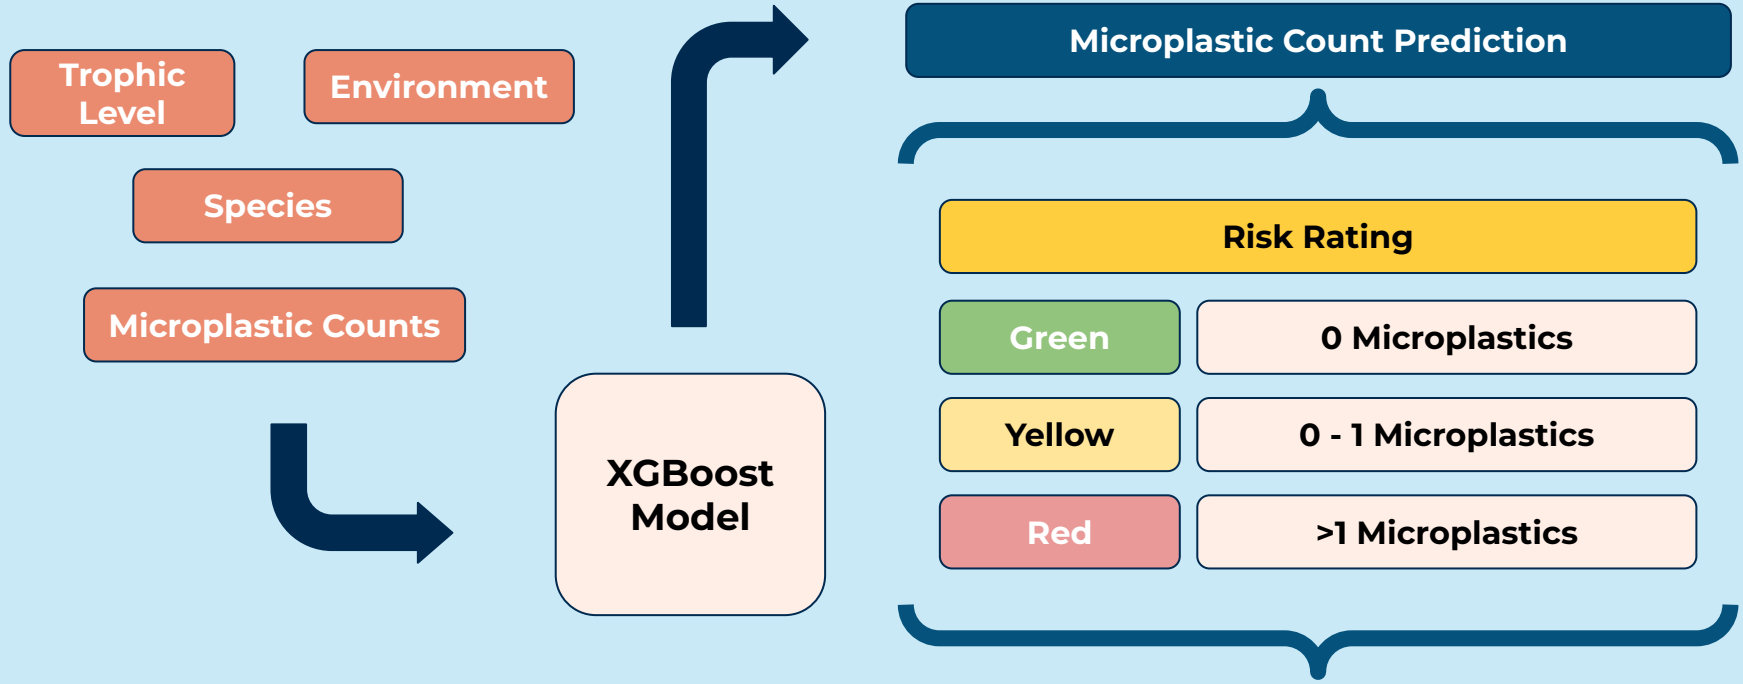 Trophic
Level
Environment
Species
Microplastic Counts
XGBoost
Model
Microplastic Count Prediction
Risk Rating
Green
0 Microplastics
Yellow
0 - 1 Microplastics
Red
>1 Microplastics